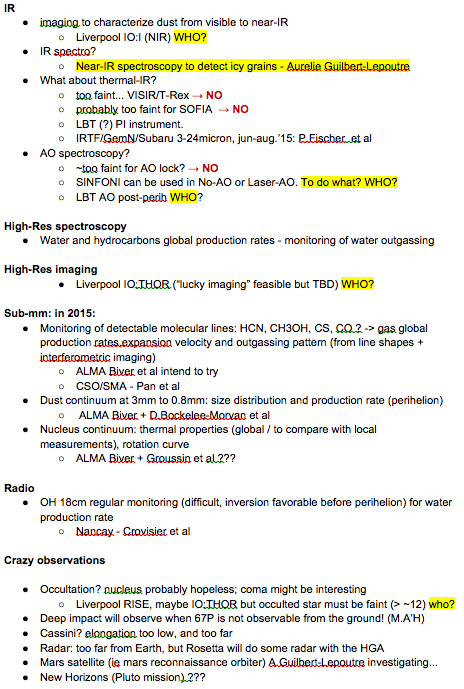 IR
● imaging to characterize dust from visible to near-IR
○ Liverpool IO:I (NIR) WHO?
● IR spectro?
○ Near-IR spectroscopy to detect icy grains - Aurelie Guilbert-Lepoutre
● What about thermal-IR?
○ too faint... VISIR/T-Rex → NO
○ probably too faint for SOFIA → NO
○ LBT (?) PI instrument.
○ IRTF/GemN/Subaru 3-24micron, jun-aug.'15: P.Fischer et al
● AO spectroscopy?
○ ~too faint for AO lock? → NO
○ SINFONI can be used in No-AO or Laser-AO. To do what? WHO?
○ LBT AO post-perih WHO?
High-Res spectroscopy
● Water and hydrocarbons global production rates - monitoring of water outgassing
High-Res imaging
● Liverpool IO:THOR ("lucky imaging" feasible but TBD) WHO?
Sub-mm: in 2015:
● Monitoring of detectable molecular lines: HCN, CH3OH, CS, CO ? -> gas global
production rates,expansion velocity and outgassing pattern (from line shapes +
interferometric imaging)
○ ALMA Biver et al intend to try
○ CSO/SMA - Pan et al
● Dust continuum at 3mm to 0.8mm: size distribution and production rate (perihelion)
○ ALMA Biver + D.Bockelee-Morvan et al
● Nucleus continuum: thermal properties (global / to compare with local
measurements), rotation curve
○ ALMA Biver + Groussin et al ???
Radio
● OH 18cm regular monitoring (difficult, inversion favorable before perihelion) for water
production rate
○ Nancay - Crovisier et al
Crazy observations
● Occultation? nucleus probably hopeless; coma might be interesting
○ Liverpool RISE, maybe IO:THOR but occulted star must be faint (> ~12) who?
● Deep impact will observe when 67P is not observable from the ground! (M.A'H)
● Cassini? elongation too low, and too far
● Radar: too far from Earth, but Rosetta will do some radar with the HGA
● Mars satellite (ie mars reconnaissance orbiter) A.Guilbert-Lepoutre investigating...
● New Horizons (Pluto mission) ???